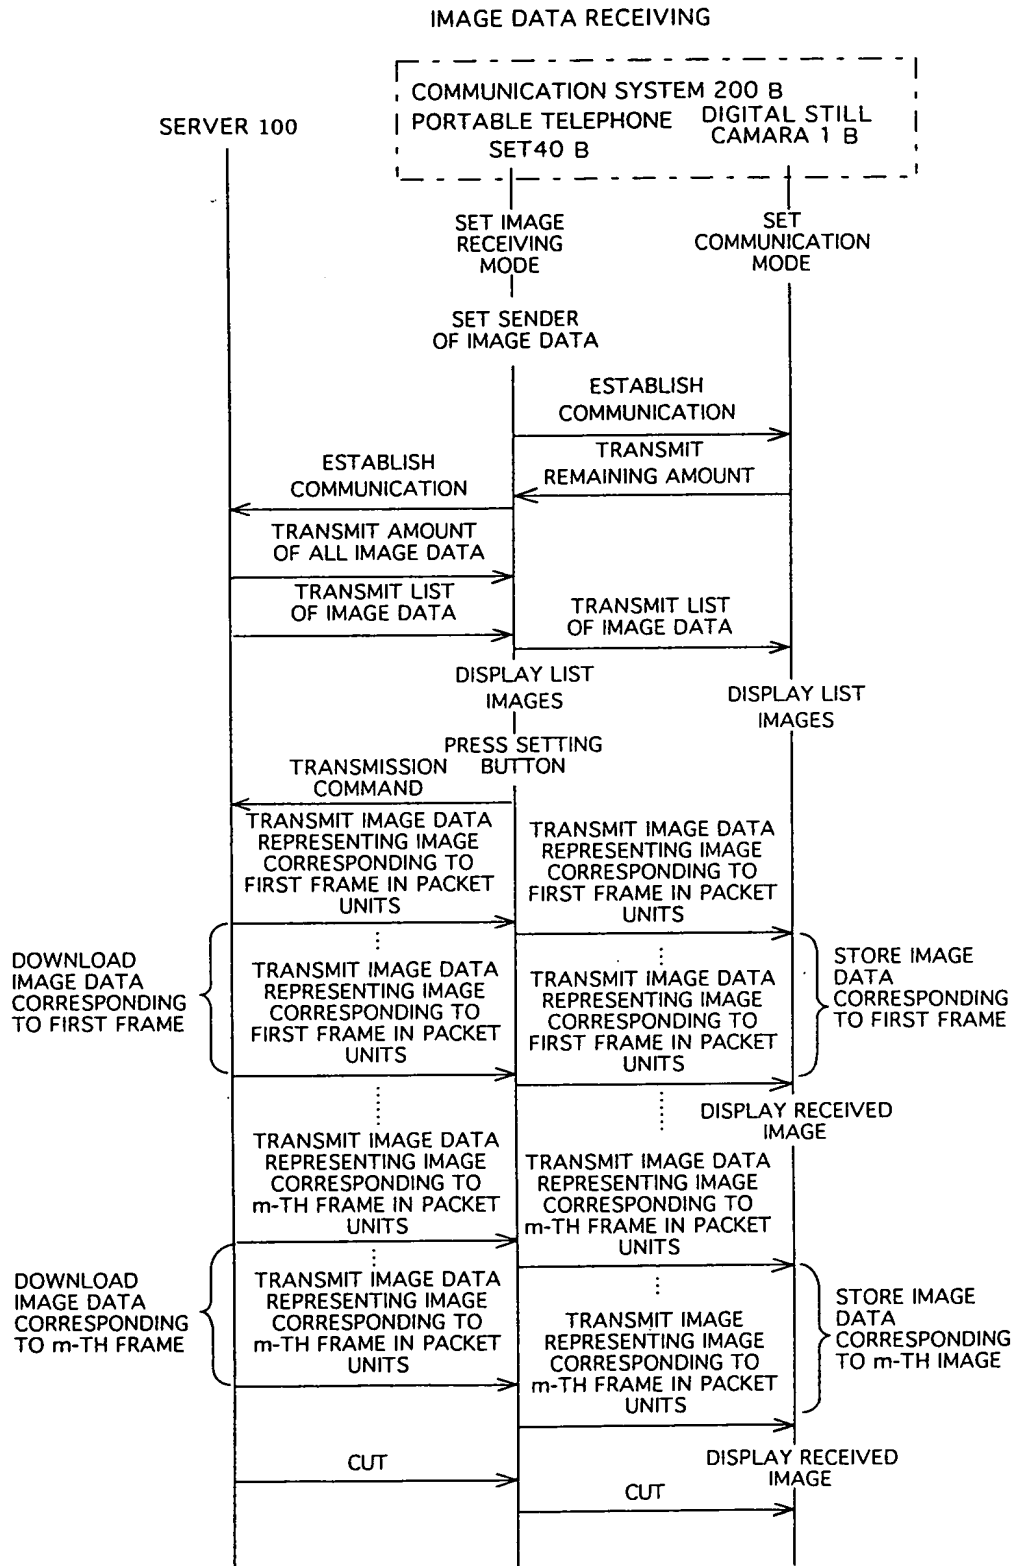 IMAGE DATA RECEIVING
COMMUNICATION SYSTEM 200 B
SERVER 100
PORTABLE TELEPHONE
SET40 B
DIGITAL STILL
CAMARA 1 B
SET IMAGE
RECEIVING
MODE
SET
COMMUNICATION
MODE
SET SENDER
OF IMAGE DATA
ESTABLISH
COMMUNICATION
TRANSMIT
REMAINING AMOUNT
ESTABLISH
COMMUNICATION
TRANSMIT AMOUNT
OF ALL IMAGE DATA
TRANSMIT LIST
OF IMAGE DATA
TRANSMIT LIST
OF IMAGE DATA
DISPLAY LIST
IMAGES
DISPLAY LIST
IMAGES
PRESS SETTING
BUTTON
TRANSMISSION
COMMAND
TRANSMIT IMAGE DATA
REPRESENTING IMAGE
CORRESPONDING TO
FIRST FRAME IN PACKET
UNITS
TRANSMIT IMAGE DATA
REPRESENTING IMAGE
CORRESPONDING TO
FIRST FRAME IN PACKET
UNITS
DOWNLOAD
IMAGE DATA
CORRESPONDING
TO FIRST FRAME
TRANSMIT IMAGE DATA
REPRESENTING IMAGE
CORRESPONDING TO
FIRST FRAME IN PACKET
UNITS
TRANSMIT IMAGE DATA
REPRESENTING IMAGE
CORRESPONDING TO
FIRST FRAME IN PACKET
UNITS
STORE IMAGE
DATA
CORRESPONDING
TO FIRST FRAME
DISPLAY RECEIVED
IMAGE
TRANSMIT IMAGE DATA
REPRESENTING IMAGE
CORRESPONDING TO
m-TH FRAME IN PACKET
UNITS
TRANSMIT IMAGE DATA
REPRESENTING IMAGE
CORRESPONDING TO
m-TH FRAME IN PACKET
UNITS
DOWNLOAD
IMAGE DATA
CORRESPONDING
TO m-TH FRAME
TRANSMIT IMAGE DATA
REPRESENTING IMAGE
CORRESPONDING TO
m-TH FRAME IN PACKET
UNITS
TRANSMIT IMAGE
REPRESENTING IMAGE
CORRESPONDING TO
m-TH FRAME IN PACKET
UNITS
STORE IMAGE
DATA
CORRESPONDING
TO m-TH IMAGE
DISPLAY RECEIVED
IMAGE
CUT
CUT